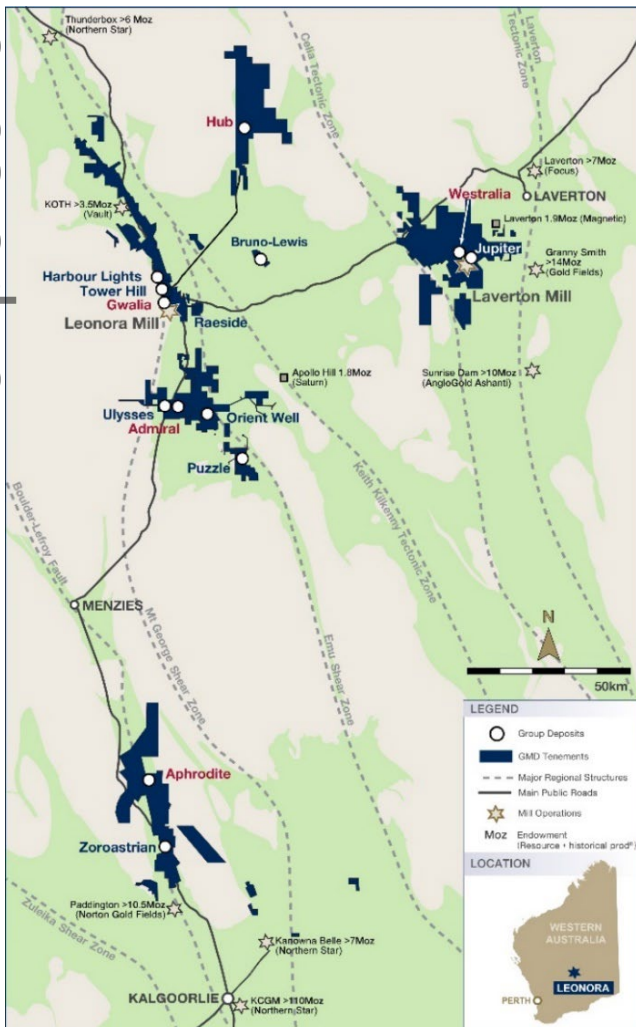 Thunderbox >6 Moz
(Northern Star)
Celia Tectonic Zone
Laverton
Tectonic Zone
Hub
Laverton >7Moz
(Focus)
Westralia
LAVERTON
KOTH >3.5Moz
(Vault)
Laverton 1.9Moz (Magnetic)
Bruno-Lewis
Jupiter
Granny Smith
>14Moz
(Gold Fields)
Harbour Lights
Tower Hill
Gwalia
Laverton Mill
Leonora Mill
Raeside
Apollo Hill 1.8Moz
(Saturn)
Sunrise Dam >10Moz
(AngloGold Ashanti)
Ulysses
Orient Well
Admiral
Puzzle
Keith Kilkenny Tectonic Zone
Boulder-Lefroy Fault
MENZIES
N
Mt George Shear Zone
Emu Shear Zone
50km
LEGEND
Group Deposits
GMD Tenements
Major Regional Structures
Main Public Roads
Mill Operations
Moz Endowment
(Resource + historical prodⁿ)
Aphrodite
Zoroastrian
LOCATION
WESTERN
AUSTRALIA
LEONORA
PERTH
Paddington >10.5Moz
(Norton Gold Fields)
Zuleika Shear Zone
Kanowna Belle >7Moz
(Northern Star)
KALGOORLIE
KCGM >110Moz
(Northern Star)